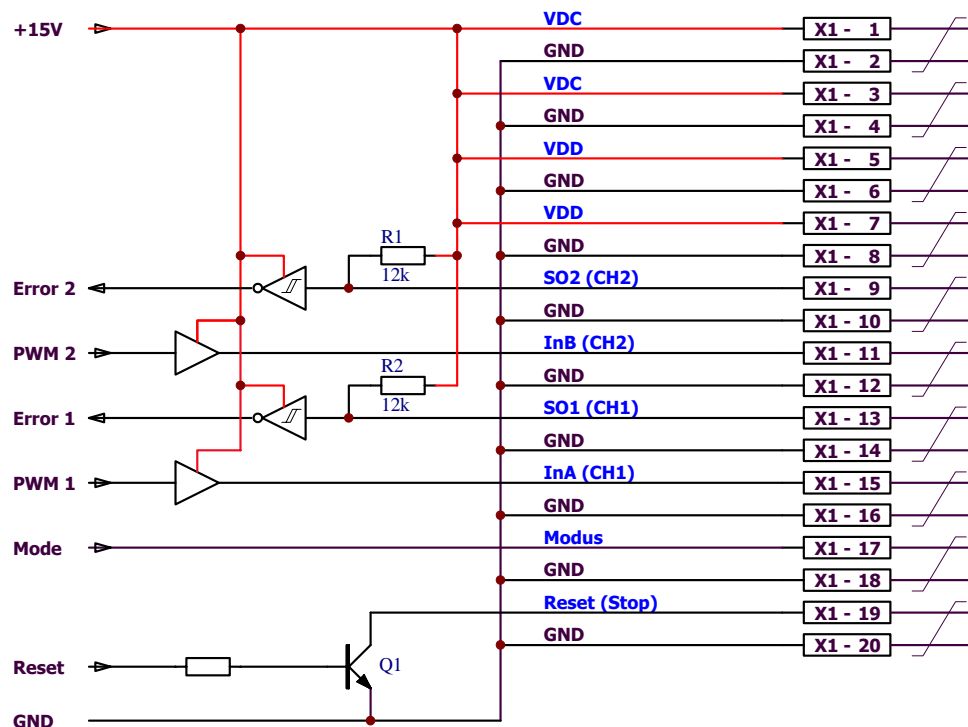 +15V VDC X1 - 1
GND X1 - 2
VDC X1 - 3
GND X1 - 4
VDD X1 - 5
GND X1 - 6
VDD X1 - 7
R1 GND X1 - 8
12k
Error 2 SO2 (CH2) X1 - 9
GND X1 - 10
PWM 2 InB (CH2) X1 - 11
R2 GND X1 - 12
12k
Error 1 SO1 (CH1) X1 - 13
GND X1 - 14
PWM 1 InA (CH1) X1 - 15
GND X1 - 16
Mode Modus X1 - 17
GND X1 - 18
Reset (Stop) X1 - 19
GND X1 - 20
Reset Q1
GND